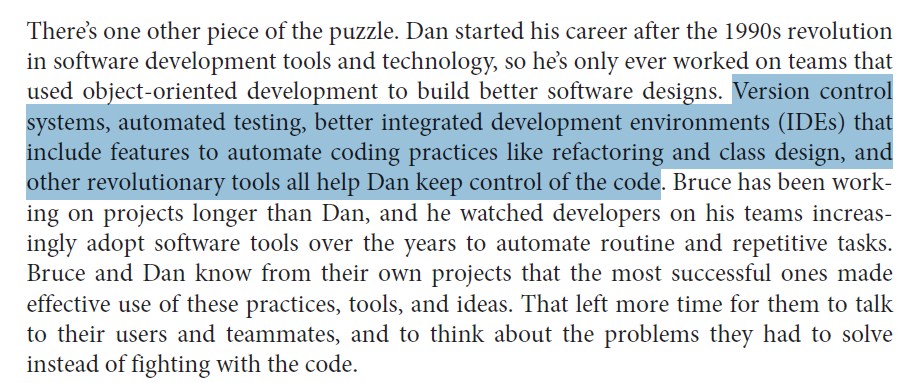 There’s one other piece of the puzzle. Dan started his career after the 1990s revolution
in software development tools and technology, so he’s only ever worked on teams that
used object-oriented development to build better software designs. Version control
systems, automated testing, better integrated development environments (IDEs) that
include features to automate coding practices like refactoring and class design, and
other revolutionary tools all help Dan keep control of the code. Bruce has been work-
ing on projects longer than Dan, and he watched developers on his teams increas-
ingly adopt software tools over the years to automate routine and repetitive tasks.
Bruce and Dan know from their own projects that the most successful ones made
effective use of these practices, tools, and ideas. That left more time for them to talk
to their users and teammates, and to think about the problems they had to solve
instead of fighting with the code.